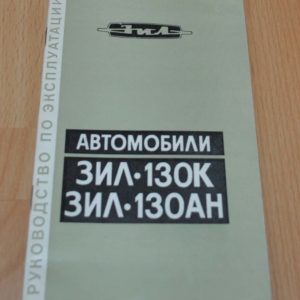 ЗИЛ
АВТОМОБИЛИ
ЗИЛ·130К
ЗИЛ·130АН
РУКОВОДСТВО ПО ЭКСПЛУАТАЦИИ